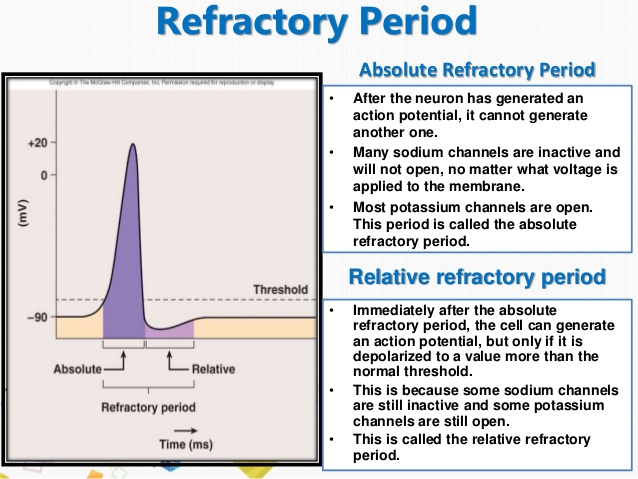 Refractory Period
Copyright © The McGraw-Hill Companies, Inc. Permission required for reproduction or display.
+20
0
(mV)
Threshold
–90
Absolute
Relative
Refractory period
Time (ms)
Absolute Refractory Period
• After the neuron has generated an
action potential, it cannot generate
another one.
• Many sodium channels are inactive and
will not open, no matter what voltage is
applied to the membrane.
• Most potassium channels are open.
This period is called the absolute
refractory period.
Relative refractory period
• Immediately after the absolute
refractory period, the cell can generate
an action potential, but only if it is
depolarized to a value more than the
normal threshold.
• This is because some sodium channels
are still inactive and some potassium
channels are still open.
• This is called the relative refractory
period.